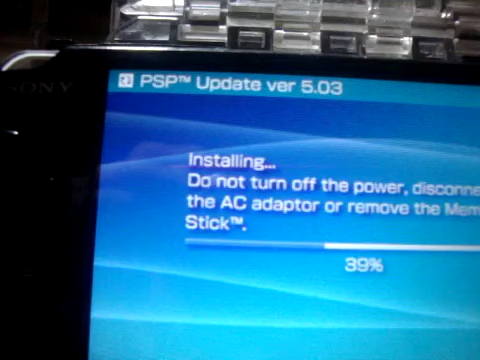 SONY
PSP™ Update ver 5.03
Installing...
Do not turn off the power, disconne
the AC adaptor or remove the Mem
Stick™.
39%